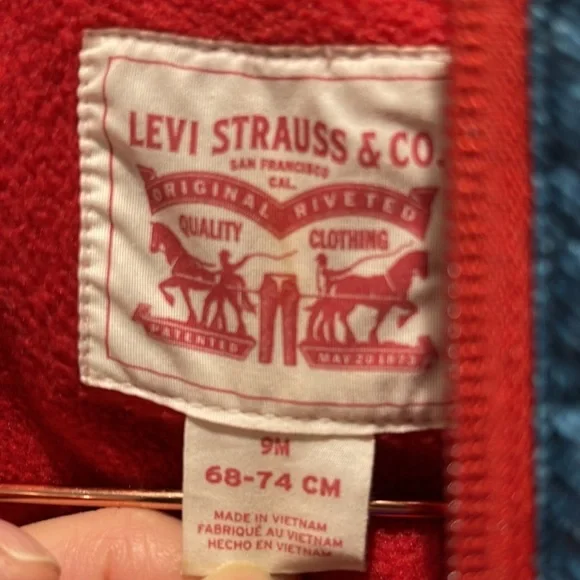 LEVI STRAUSS & CO.
SAN FRANCISCO
CAL.
ORIGINAL RIVETED
QUALITY CLOTHING
PATENTED MAY 20 1873
9M
68-74 CM
MADE IN VIETNAM
FABRIQUÉ AU VIETNAM
HECHO EN VIETNAM